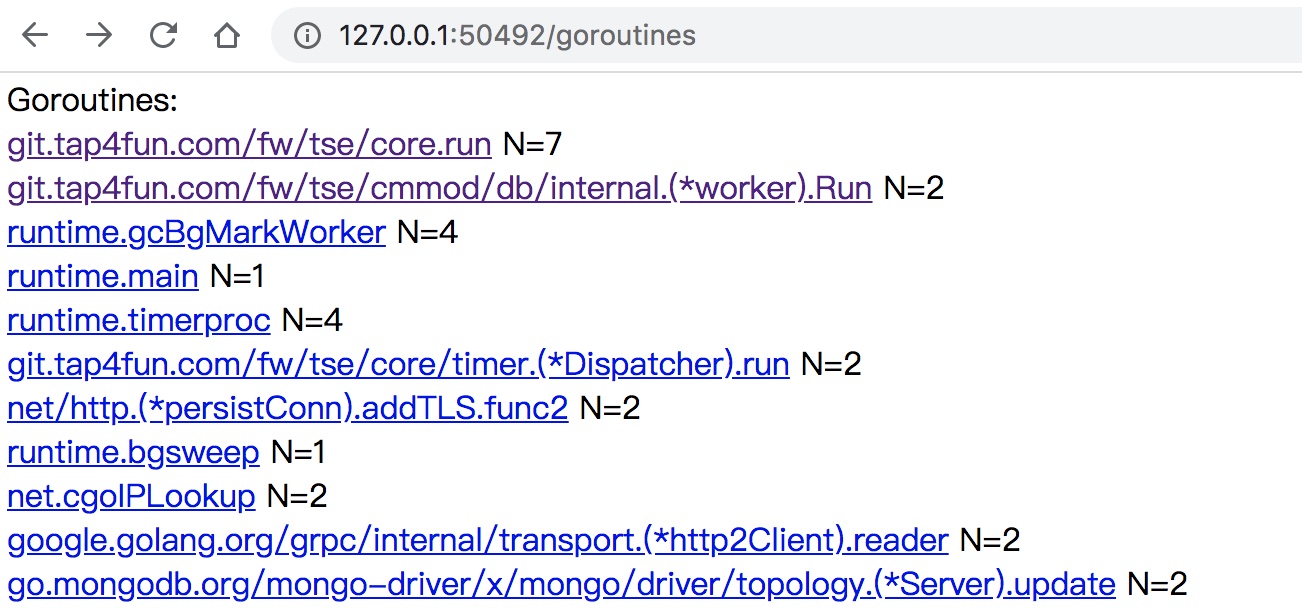 127.0.0.1:50492/goroutines
Goroutines:
git.tap4fun.com/fw/tse/core.run N=7
git.tap4fun.com/fw/tse/cmmod/db/internal.(*worker).Run N=2
runtime.gcBgMarkWorker N=4
runtime.main N=1
runtime.timerproc N=4
git.tap4fun.com/fw/tse/core/timer.(*Dispatcher).run N=2
net/http.(*persistConn).addTLS.func2 N=2
runtime.bgsweep N=1
net.cgoIPLookup N=2
google.golang.org/grpc/internal/transport.(*http2Client).reader N=2
go.mongodb.org/mongo-driver/x/mongo/driver/topology.(*Server).update N=2